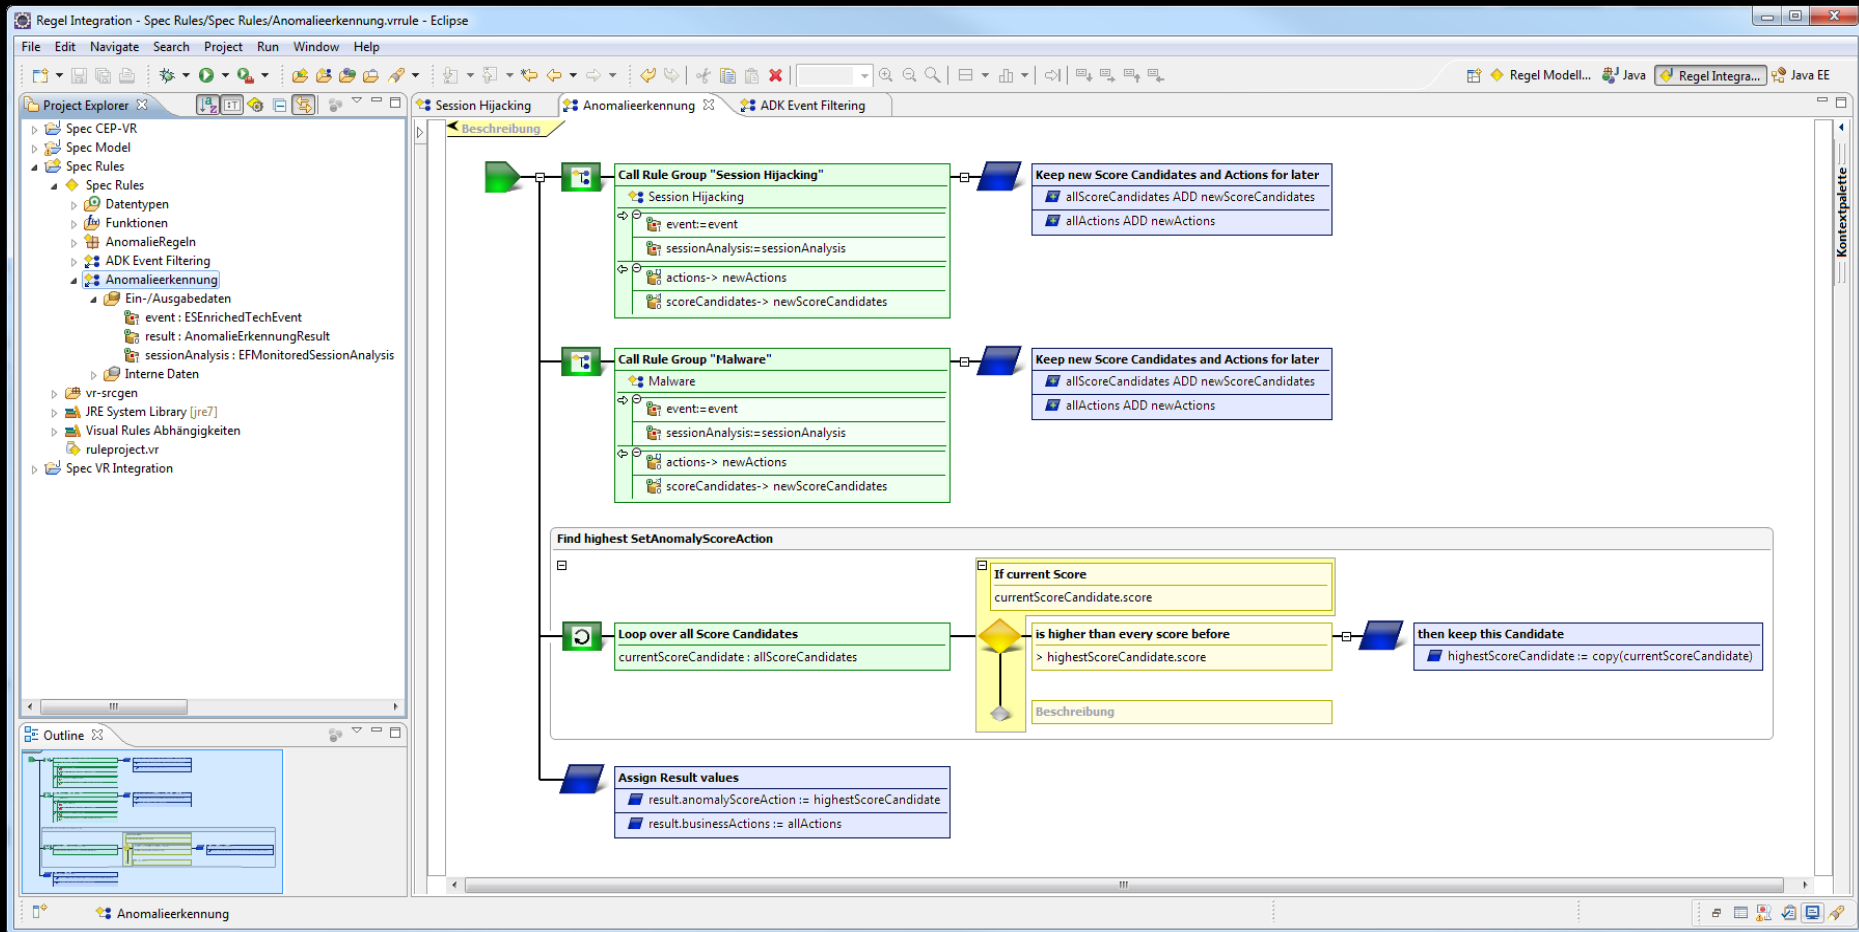 Regel Integration - Spec Rules/Spec Rules/Anomalieerkennung.vrrule - Eclipse
File Edit Navigate Search Project Run Window Help
Regel Modell... Java Regel Integra... Java EE
Project Explorer
Spec CEP-VR
Spec Model
Spec Rules
Spec Rules
Datentypen
Funktionen
AnomalieRegeln
ADK Event Filtering
Anomalieerkennung
Ein-/Ausgabedaten
event : ESEnrichedTechEvent
result : AnomalieErkennungResult
sessionAnalysis : EFMonitoredSessionAnalysis
Interne Daten
vr-srcgen
JRE System Library [jre7]
Visual Rules Abhängigkeiten
ruleproject.vr
Spec VR Integration
Outline
Session Hijacking Anomalieerkennung ADK Event Filtering
Beschreibung
Call Rule Group "Session Hijacking"
Session Hijacking
event:=event
sessionAnalysis:=sessionAnalysis
actions-> newActions
scoreCandidates-> newScoreCandidates
Keep new Score Candidates and Actions for later
allScoreCandidates ADD newScoreCandidates
allActions ADD newActions
Call Rule Group "Malware"
Malware
event:=event
sessionAnalysis:=sessionAnalysis
actions-> newActions
scoreCandidates-> newScoreCandidates
Keep new Score Candidates and Actions for later
allScoreCandidates ADD newScoreCandidates
allActions ADD newActions
Find highest SetAnomalyScoreAction
Loop over all Score Candidates
currentScoreCandidate : allScoreCandidates
If current Score
currentScoreCandidate.score
is higher than every score before
> highestScoreCandidate.score
Beschreibung
then keep this Candidate
highestScoreCandidate := copy(currentScoreCandidate)
Assign Result values
result.anomalyScoreAction := highestScoreCandidate
result.businessActions := allActions
Kontextpalette
Anomalieerkennung